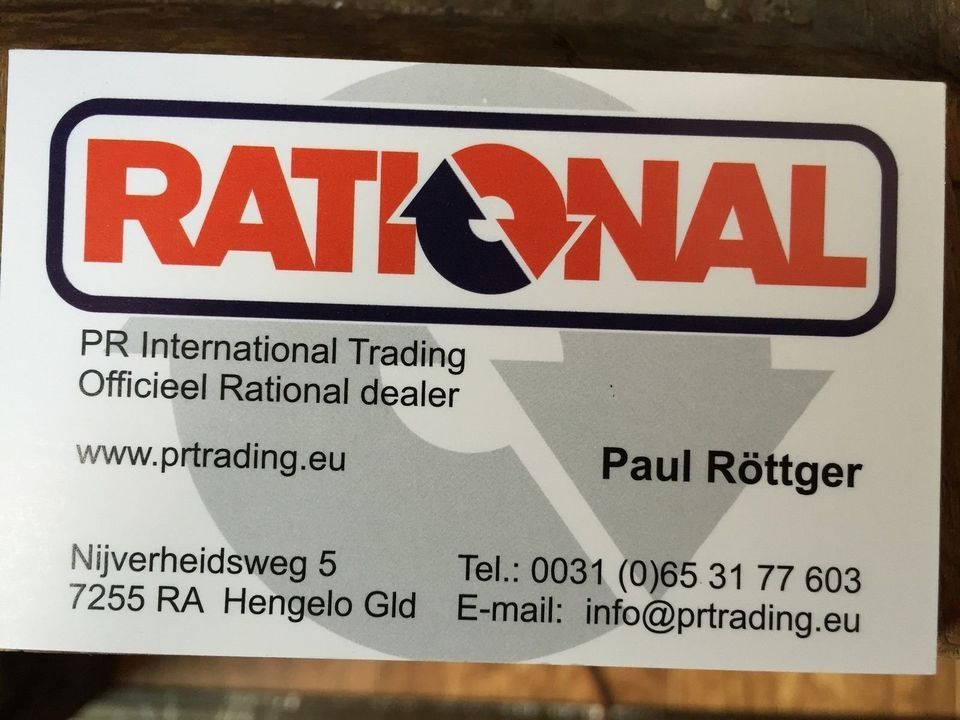 RATIONAL
PR International Trading
Officieel Rational dealer
www.prtrading.eu
Paul Röttger
Nijverheidsweg 5
7255 RA Hengelo Gld
Tel.: 0031 (0)65 31 77 603
E-mail: info@prtrading.eu